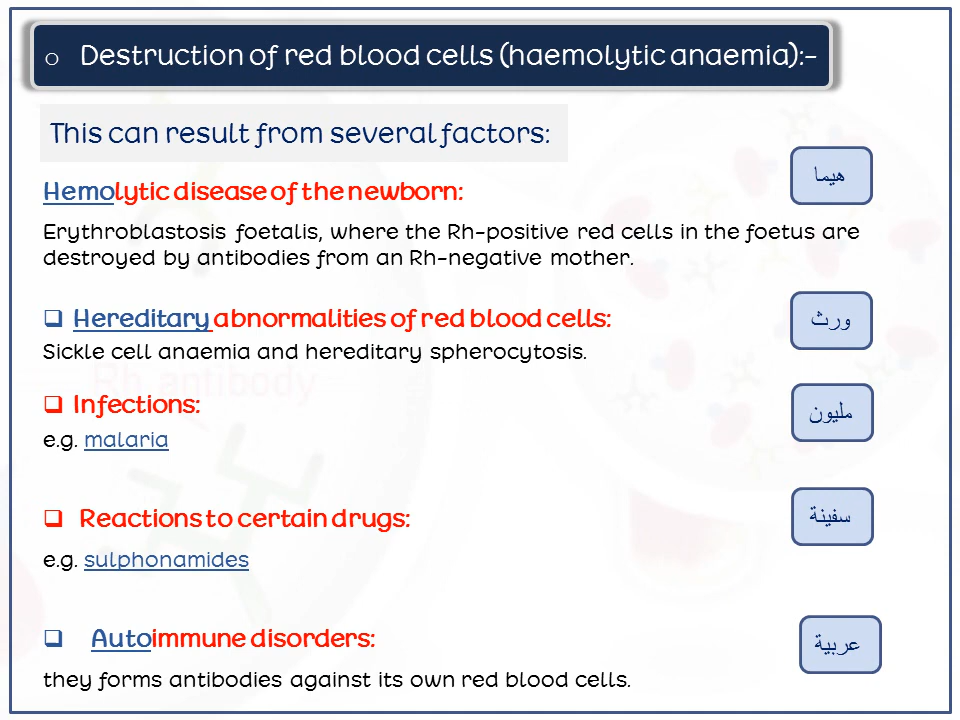 o Destruction of red blood cells (haemolytic anaemia):-
This can result from several factors:
هيما
Hemolytic disease of the newborn:
Erythroblastosis foetalis, where the Rh-positive red cells in the foetus are
destroyed by antibodies from an Rh-negative mother.
❑ Hereditary abnormalities of red blood cells:
ورث
Sickle cell anaemia and hereditary spherocytosis.
Rh antibody
❑ Infections:
مليون
e.g. malaria
❑ Reactions to certain drugs:
سفينة
e.g. sulphonamides
❑ Autoimmune disorders:
عربية
they forms antibodies against its own red blood cells.